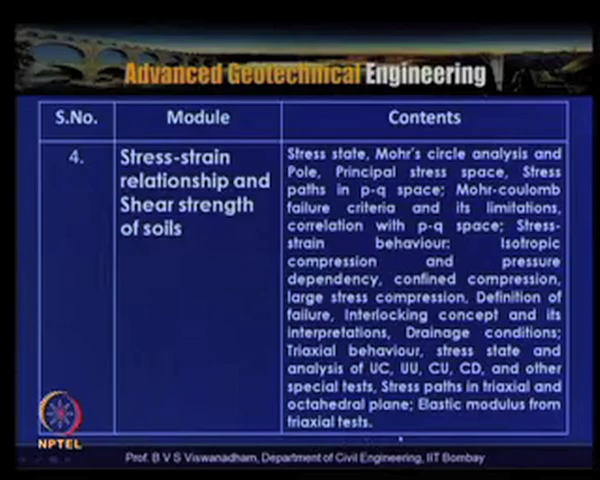 Advanced Geotechnical Engineering
S.No. Module Contents
4. Stress-strain
relationship and
Shear strength
of soils
Stress state, Mohr's circle analysis and
Pole, Principal stress space, Stress
paths in p-q space; Mohr-coulomb
failure criteria and its limitations,
correlation with p-q space; Stress-
strain behaviour: Isotropic
compression and pressure
dependency, confined compression,
large stress compression, Definition of
failure, Interlocking concept and its
interpretations, Drainage conditions;
Triaxial behaviour, stress state and
analysis of UC, UU, CU, CD, and other
special tests, Stress paths in triaxial and
octahedral plane; Elastic modulus from
triaxial tests.
NPTEL
Prof. B V S Viswanadham, Department of Civil Engineering, IIT Bombay